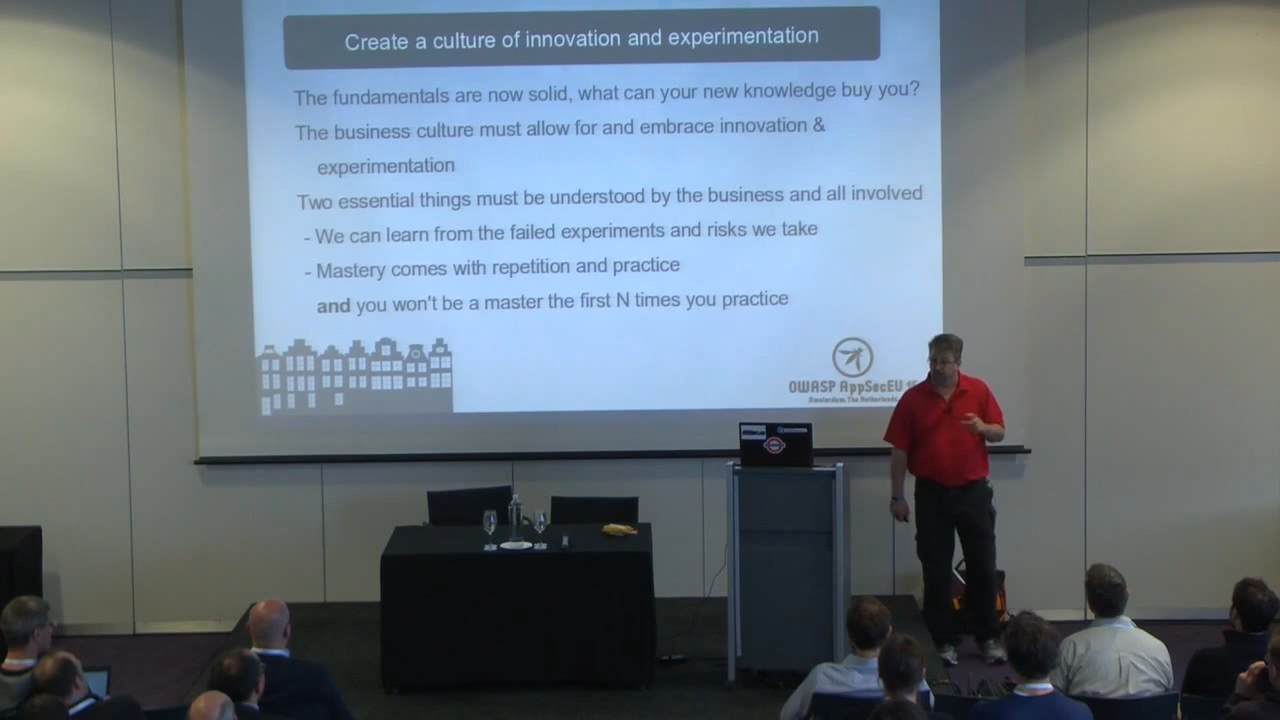 Create a culture of innovation and experimentation
The fundamentals are now solid, what can your new knowledge buy you?
The business culture must allow for and embrace innovation &
experimentation
Two essential things must be understood by the business and all involved
- We can learn from the failed experiments and risks we take
- Mastery comes with repetition and practice
and you won't be a master the first N times you practice
OWASP AppSecEU
Amsterdam, The Netherlands